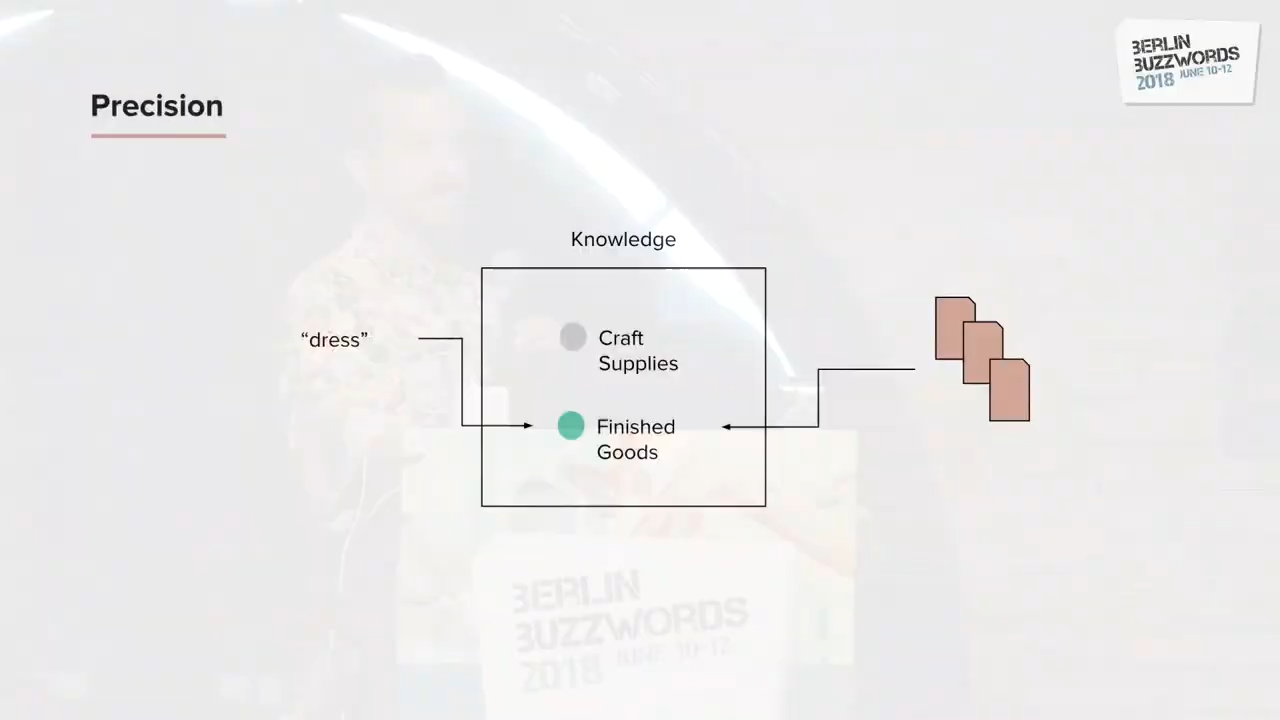 BERLIN
BUZZWORDS
2018 JUNE 10-12
Precision
Knowledge
“dress”
Craft
Supplies
Finished
Goods
BERLIN
BUZZWORDS
2018 JUNE 10-12